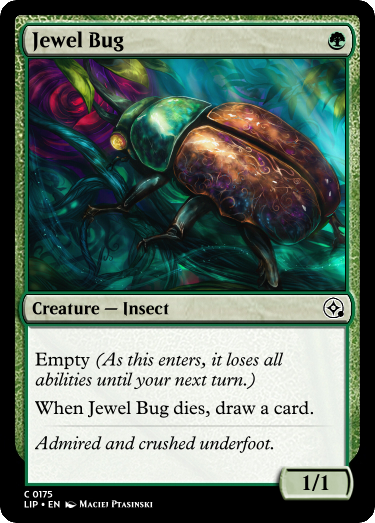 Jewel Bug
Creature — Insect
Empty (As this enters, it loses all
abilities until your next turn.)
When Jewel Bug dies, draw a card.
Admired and crushed underfoot.
1/1
C 0175
LIP • EN Maciej Ptasinski